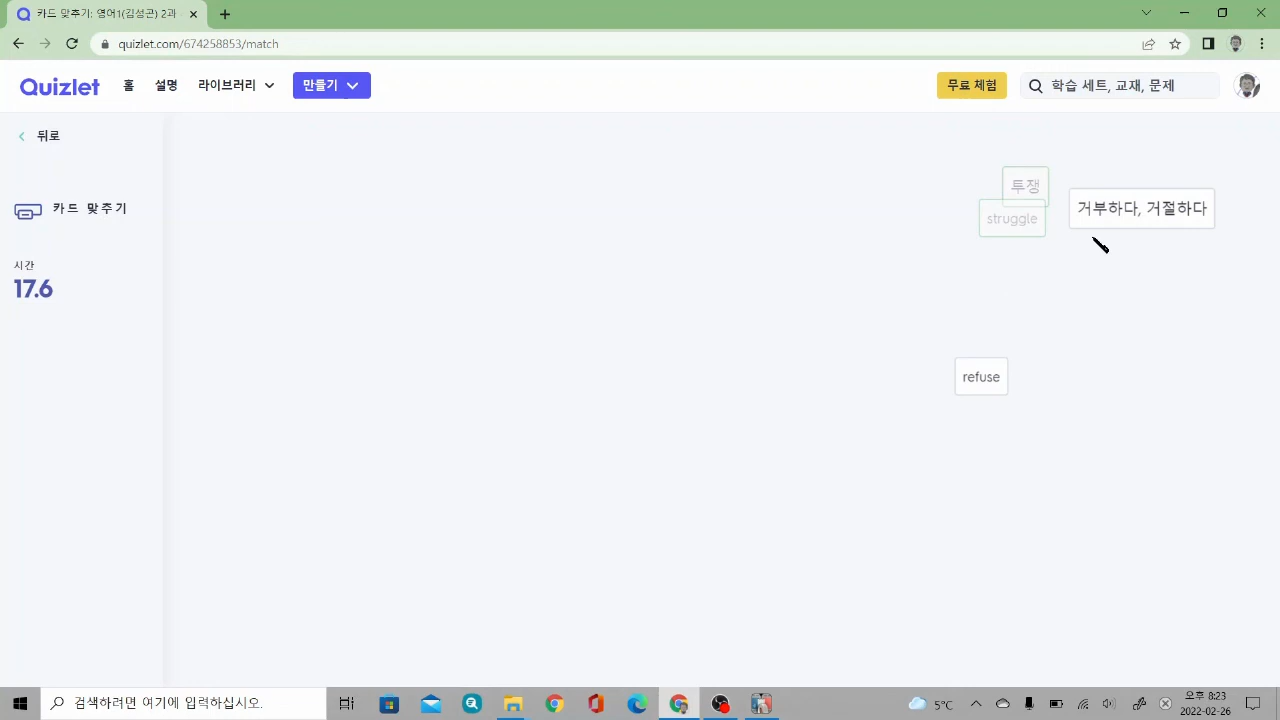 카드 맞추기: 영어1(김성곤) 2과
quizlet.com/674258853/match
Quizlet
홈
설명
라이브러리
만들기
무료 체험
학습 세트, 교재, 문제
뒤로
카드 맞추기
시간
17.6
투쟁
struggle
거부하다, 거절하다
refuse
검색하려면 여기에 입력하십시오.
5°C
오후 8:23
2022-02-26